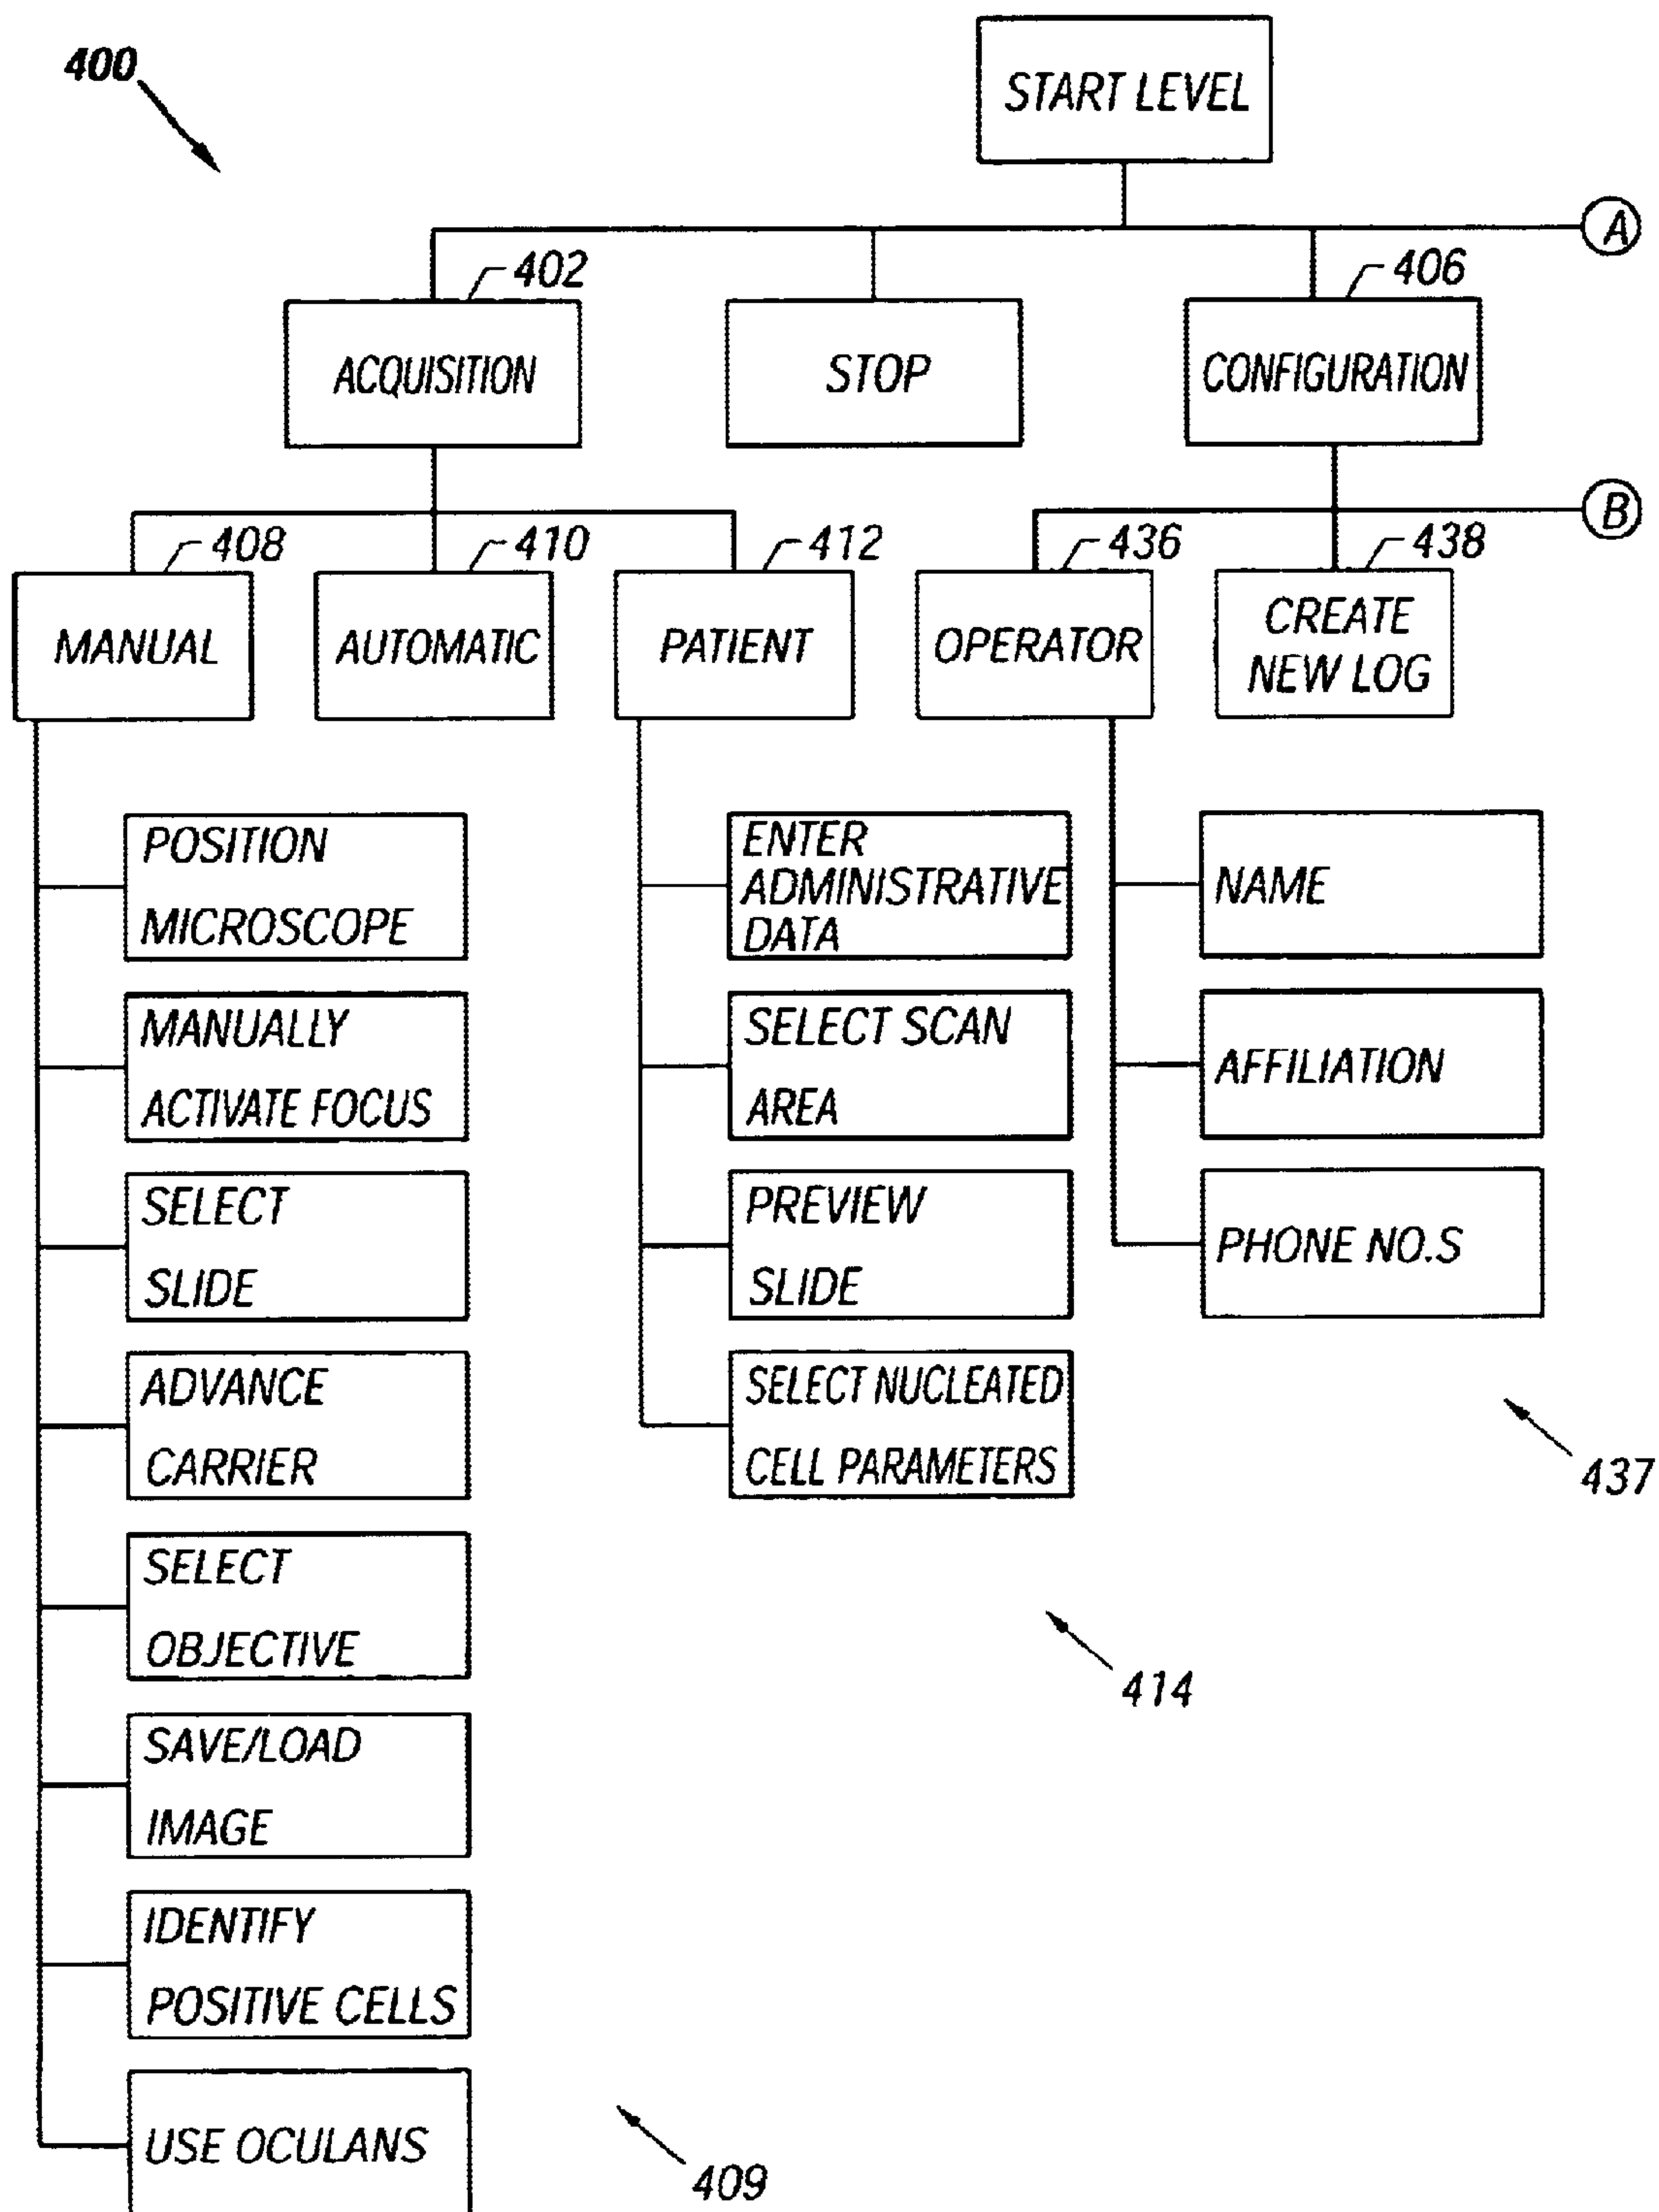 400
START LEVEL
A
402
406
ACQUISITION
STOP
CONFIGURATION
B
408
410
412
436
438
MANUAL
AUTOMATIC
PATIENT
OPERATOR
CREATE
NEW LOG
POSITION
MICROSCOPE
MANUALLY
ACTIVATE FOCUS
SELECT
SLIDE
ADVANCE
CARRIER
SELECT
OBJECTIVE
SAVE/LOAD
IMAGE
IDENTIFY
POSITIVE CELLS
USE OCULANS
409
ENTER
ADMINISTRATIVE
DATA
SELECT SCAN
AREA
PREVIEW
SLIDE
SELECT NUCLEATED
CELL PARAMETERS
414
NAME
AFFILIATION
PHONE NO.S
437